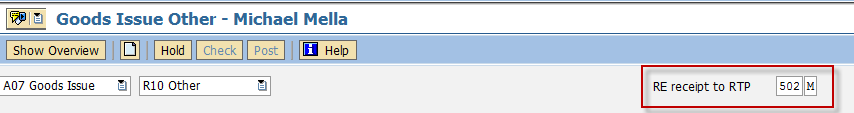 Goods Issue Other - Michael Mella
Show Overview Hold Check Post Help
A07 Goods Issue R10 Other RE receipt to RTP 502 M